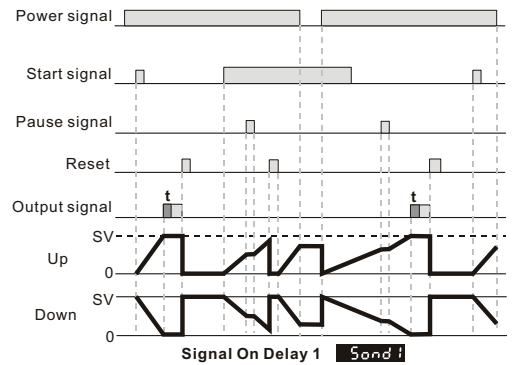 Power signal
Start signal
Pause signal
Reset
t t
Output signal
SV
Up
0
SV
Down
0
Signal On Delay 1 Sond1